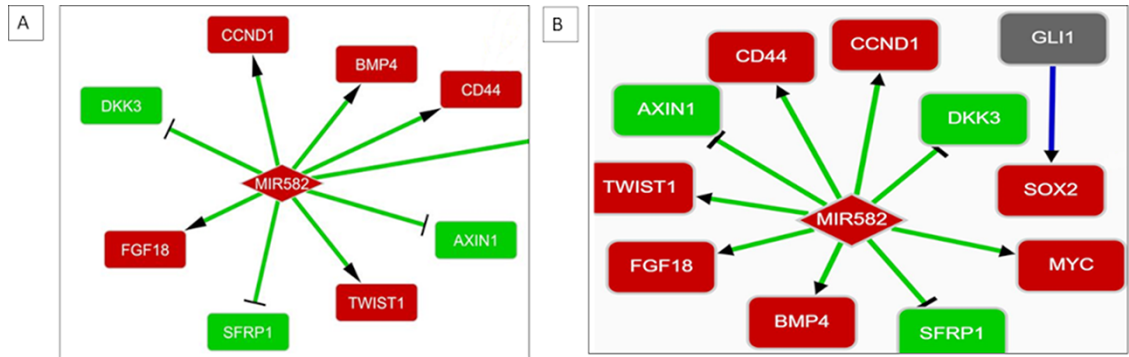 A
CCND1
BMP4
CD44
DKK3
MIR582
FGF18
AXIN1
TWIST1
SFRP1
B
CD44
CCND1
GLI1
AXIN1
DKK3
TWIST1
SOX2
MIR582
FGF18
MYC
BMP4
SFRP1